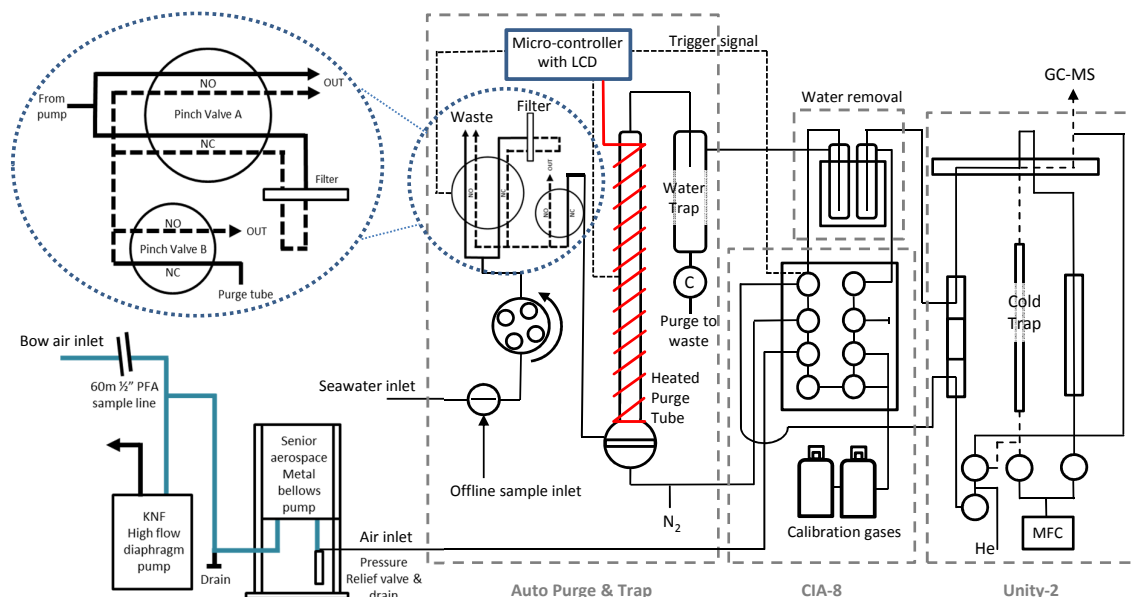 Micro-controller
with LCD
Trigger signal
GC-MS
From
pump
NO
OUT
Pinch Valve A
NC
Filter
NO
OUT
Pinch Valve B
NC
Purge tube
Waste
Filter
NO
NC
OUT
NO
NC
Water
Trap
C
Purge to
waste
Water removal
Cold
Trap
Bow air inlet
60m ½” PFA
sample line
Seawater inlet
Heated
Purge
Tube
Senior
aerospace
Metal
bellows
pump
Offline sample inlet
KNF
High flow
diaphragm
pump
Drain
Air inlet
Pressure
Relief valve &
drain
N2
Calibration gases
He
MFC
Auto Purge & Trap
CIA-8
Unity-2